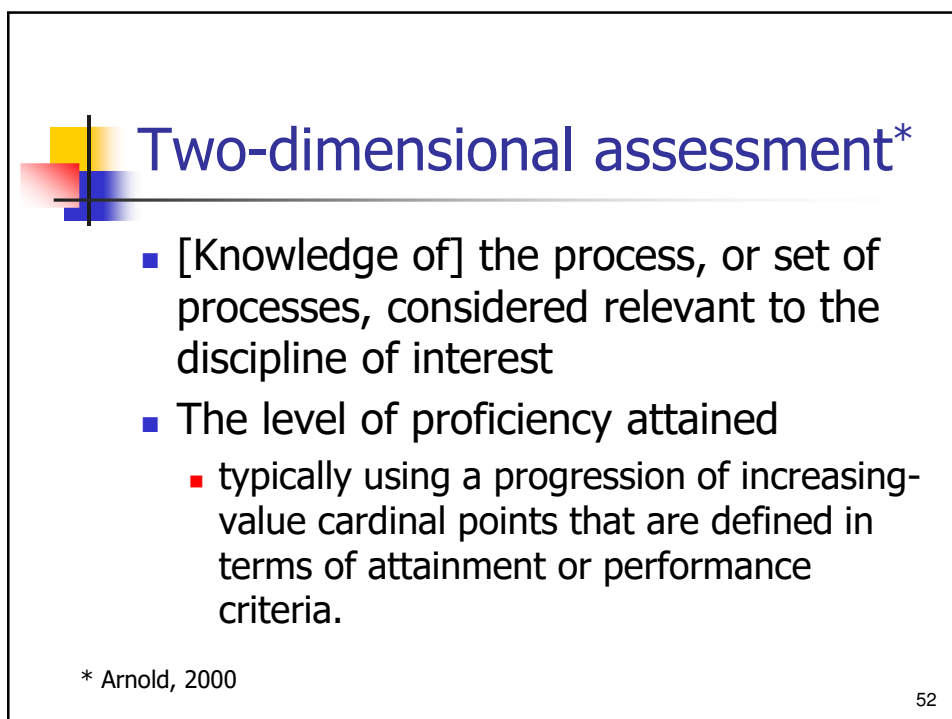 Two-dimensional assessment*
[Knowledge of] the process, or set of
processes, considered relevant to the
discipline of interest
The level of proficiency attained
typically using a progression of increasing-
value cardinal points that are defined in
terms of attainment or performance
criteria.
* Arnold, 2000
52